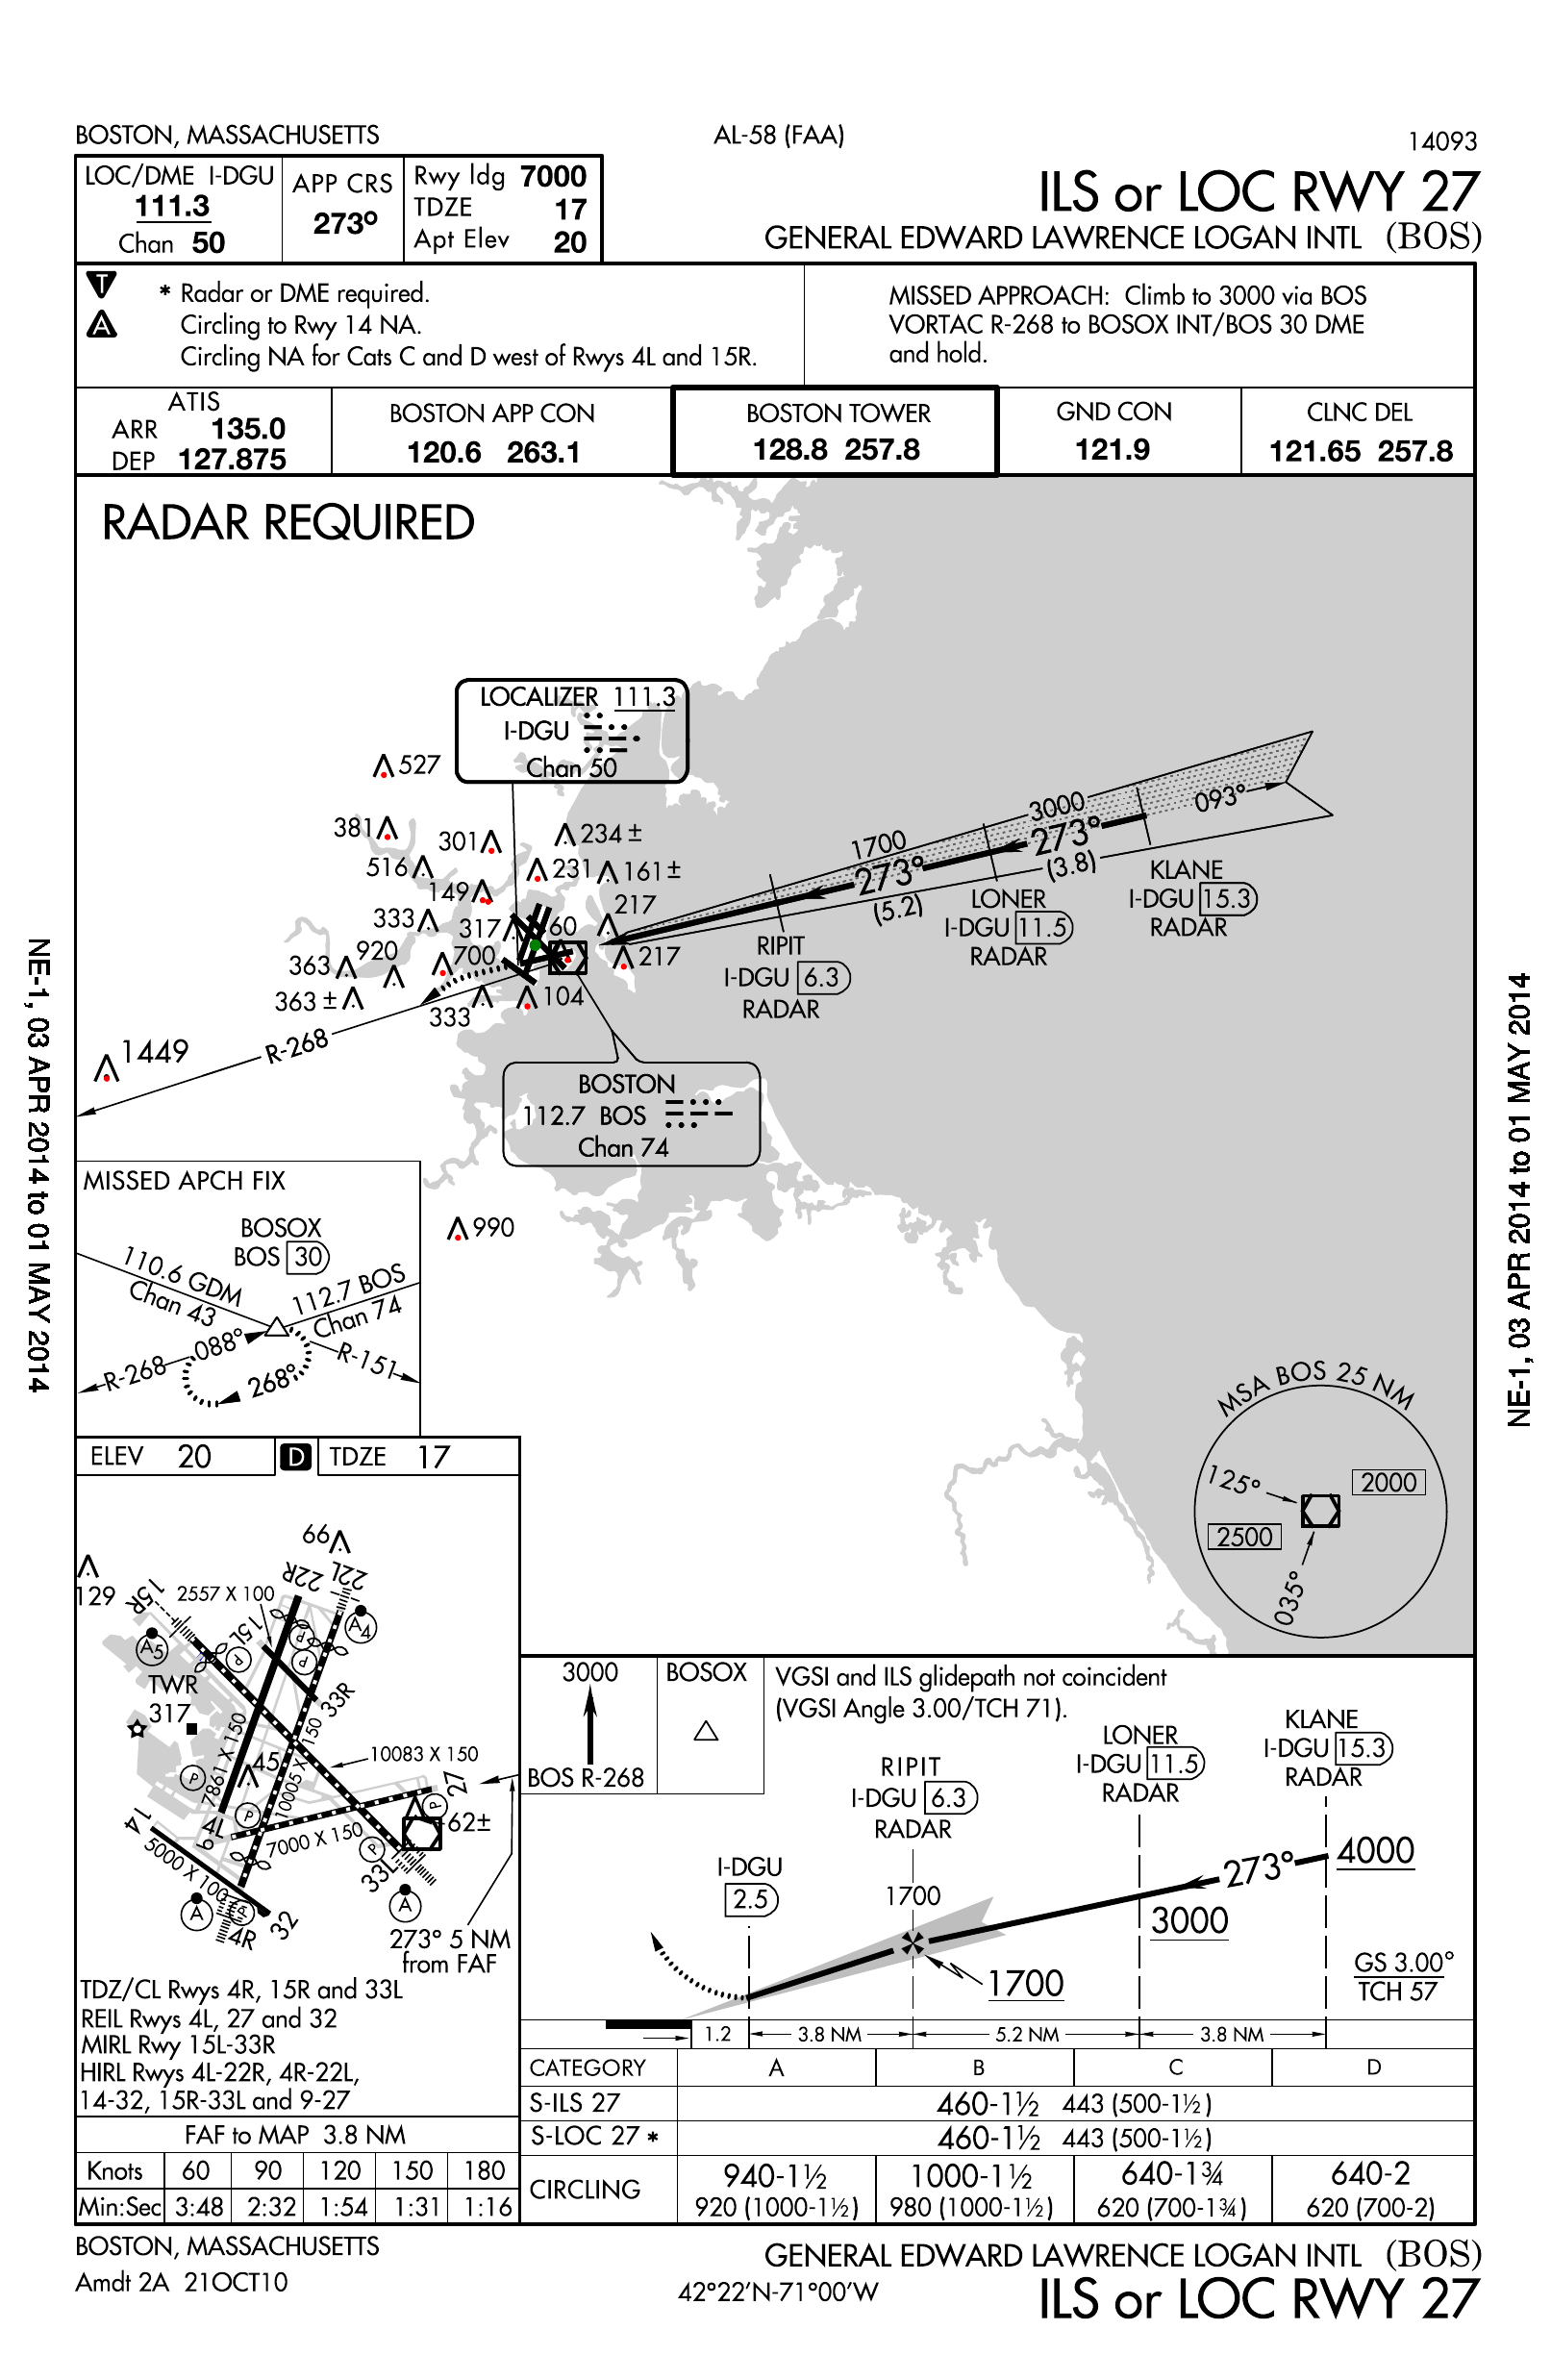 BOSTON, MASSACHUSETTS
AL-58 (FAA)
14093
LOC/DME I-DGU
111.3
Chan 50
APP CRS
273°
Rwy ldg 7000
TDZE 17
Apt Elev 20
ILS or LOC RWY 27
GENERAL EDWARD LAWRENCE LOGAN INTL (BOS)
T
A
* Radar or DME required.
Circling to Rwy 14 NA.
Circling NA for Cats C and D west of Rwys 4L and 15R.
MISSED APPROACH: Climb to 3000 via BOS
VORTAC R-268 to BOSOX INT/BOS 30 DME
and hold.
ATIS
ARR 135.0
DEP 127.875
BOSTON APP CON
120.6 263.1
BOSTON TOWER
128.8 257.8
GND CON
121.9
CLNC DEL
121.65 257.8
RADAR REQUIRED
LOCALIZER 111.3
I-DGU
Chan 50
527
381
301
234 ±
516
231
161 ±
149
217
333
317
60
920
700
217
363
363 ±
333
104
1449
R-268
990
1700
273°
(5.2)
3000
273°
(3.8)
093°
RIPIT
I-DGU 6.3
RADAR
LONER
I-DGU 11.5
RADAR
KLANE
I-DGU 15.3
RADAR
BOSTON
112.7 BOS
Chan 74
NE-1, 03 APR 2014 to 01 MAY 2014
NE-1, 03 APR 2014 to 01 MAY 2014
MISSED APCH FIX
BOSOX
BOS 30
110.6 GDM
Chan 43
112.7 BOS
Chan 74
R-268
088°
268°
R-151
MSA BOS 25 NM
125°
2000
2500
035°
ELEV 20
D
TDZE 17
66
129
15R
2557 X 100
22R
22L
15L
A5
A4
P
P
P
TWR
317
33R
7861 X 150
45
10005 X 150
10083 X 150
27
P
P
P
62±
14
9
4L
7000 X 150
P
5000 X 100
33L
A
P
4R
32
A
273° 5 NM
from FAF
TDZ/CL Rwys 4R, 15R and 33L
REIL Rwys 4L, 27 and 32
MIRL Rwy 15L-33R
HIRL Rwys 4L-22R, 4R-22L,
14-32, 15R-33L and 9-27
FAF to MAP 3.8 NM
Knots 60 90 120 150 180
Min:Sec 3:48 2:32 1:54 1:31 1:16
3000
BOS R-268
BOSOX
VGSI and ILS glidepath not coincident
(VGSI Angle 3.00/TCH 71).
I-DGU
2.5
RIPIT
I-DGU 6.3
RADAR
1700
1700
LONER
I-DGU 11.5
RADAR
3000
KLANE
I-DGU 15.3
RADAR
273°
4000
GS 3.00°
TCH 57
1.2
3.8 NM
5.2 NM
3.8 NM
CATEGORY A B C D
S-ILS 27 460-1½ 443 (500-1½)
S-LOC 27 * 460-1½ 443 (500-1½)
CIRCLING
940-1½
920 (1000-1½)
1000-1½
980 (1000-1½)
640-1¾
620 (700-1¾)
640-2
620 (700-2)
BOSTON, MASSACHUSETTS
Amdt 2A 21OCT10
42°22'N-71°00'W
GENERAL EDWARD LAWRENCE LOGAN INTL (BOS)
ILS or LOC RWY 27